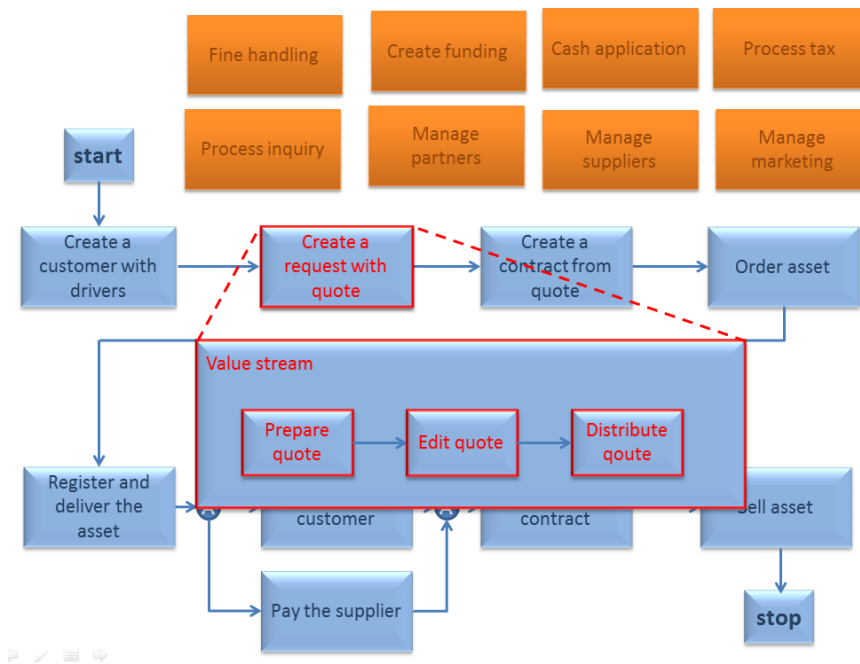 Fine handling
Create funding
Cash application
Process tax
Process inquiry
Manage
partners
Manage
suppliers
Manage
marketing
start
Create a
customer with
drivers
Create a
request with
quote
Create a
contract from
quote
Order asset
Value stream
Prepare
quote
Edit quote
Distribute
qoute
Register and
deliver the
asset
customer
contract
Sell asset
Pay the supplier
stop